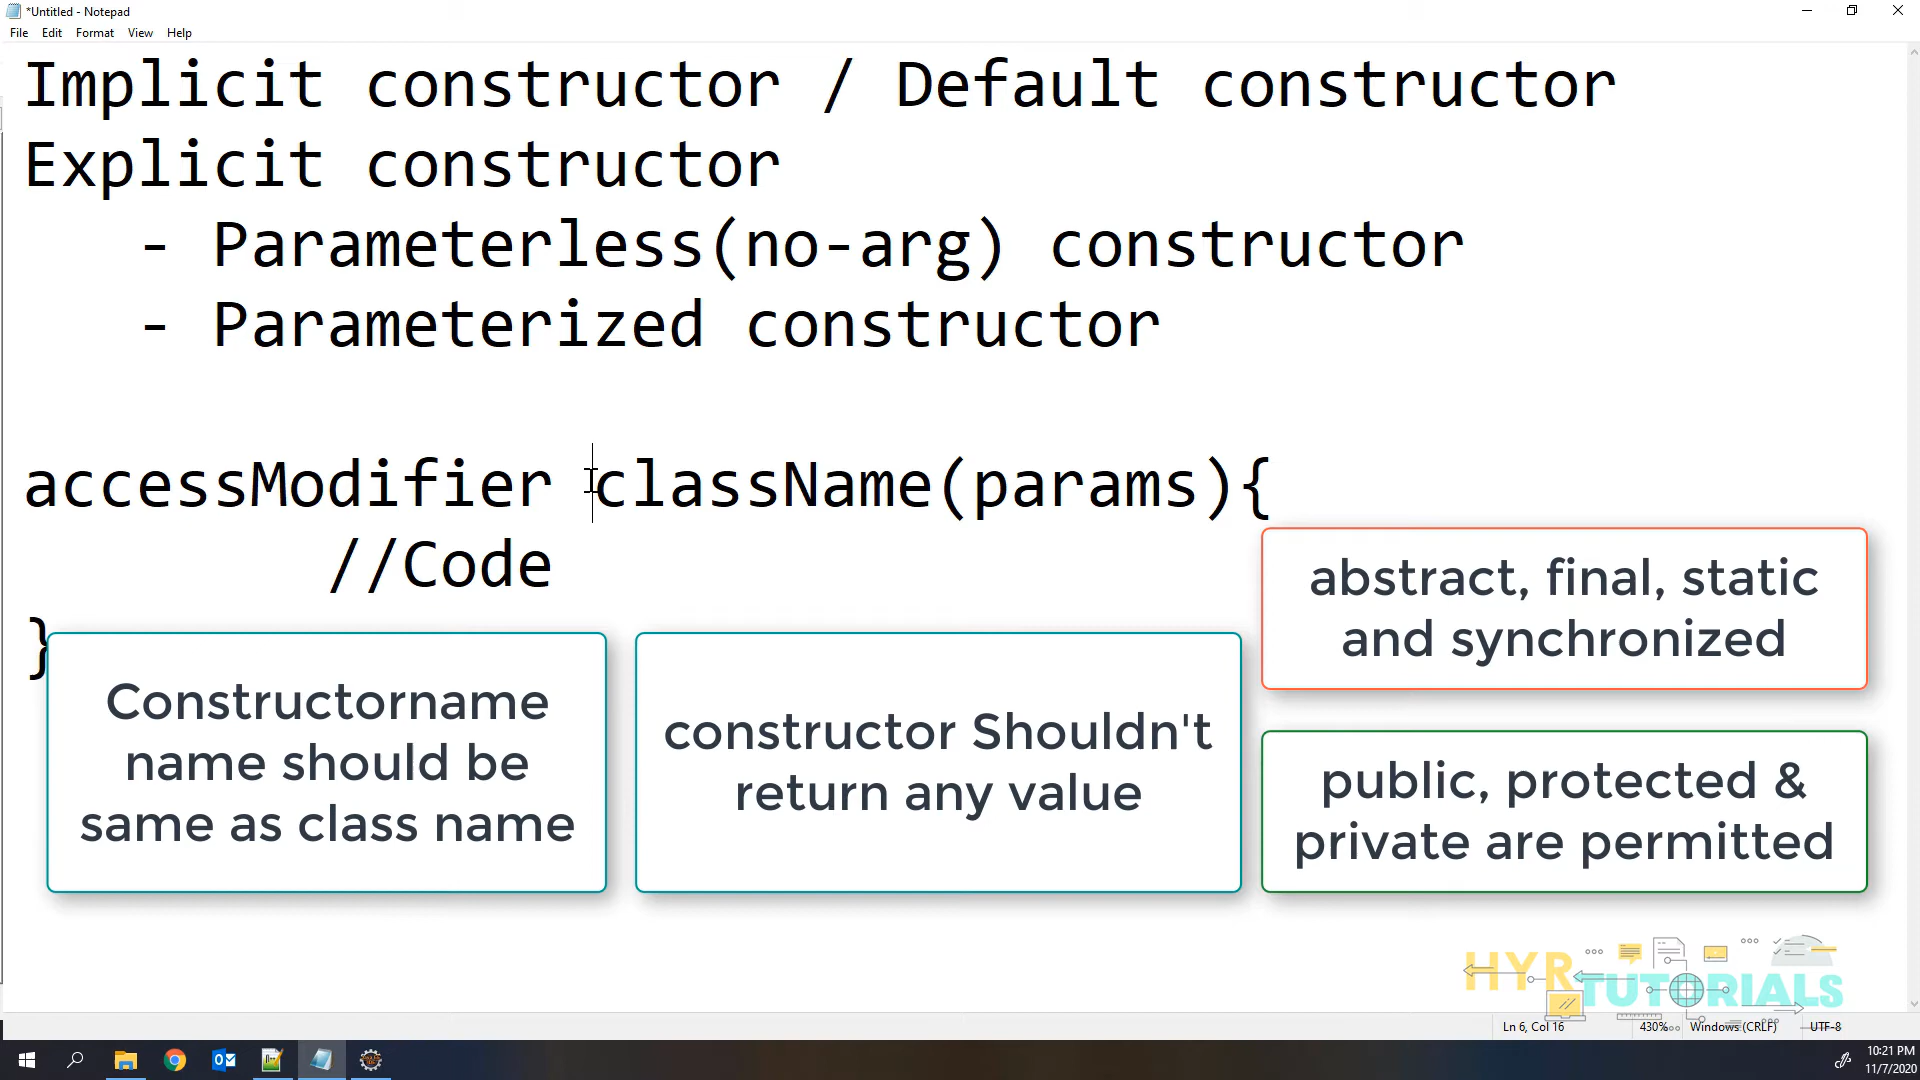 *Untitled - Notepad
File Edit Format View Help
Implicit constructor / Default constructor
Explicit constructor
- Parameterless(no-arg) constructor
- Parameterized constructor
accessModifier className(params){
//Code
}
Constructorname
name should be
same as class name
constructor Shouldn't
return any value
abstract, final, static
and synchronized
public, protected &
private are permitted
HYR TUTORIALS
Ln 6, Col 16 430% Windows (CRLF) UTF-8
10:21 PM
11/7/2020